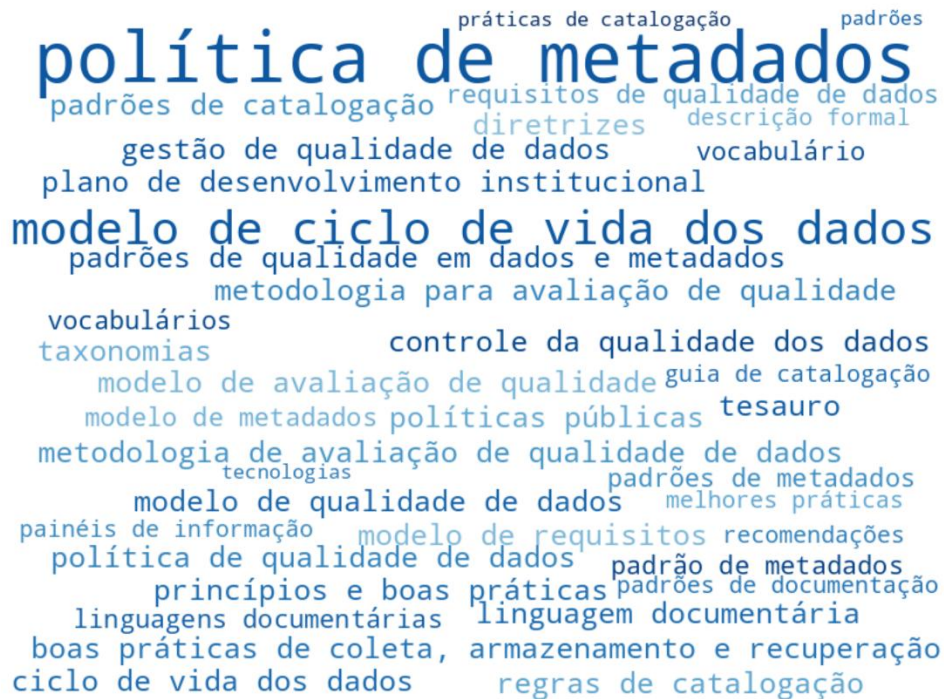 práticas de catalogação padrões
política de metadados
padrões de catalogação requisitos de qualidade de dados
diretrizes descrição formal
gestão de qualidade de dados vocabulário
plano de desenvolvimento institucional
modelo de ciclo de vida dos dados
padrões de qualidade em dados e metadados
metodologia para avaliação de qualidade
vocabulários
taxonomias controle da qualidade dos dados
modelo de avaliação de qualidade guia de catalogação
modelo de metadados políticas públicas tesauro
metodologia de avaliação de qualidade de dados
tecnologias padrões de metadados
modelo de qualidade de dados melhores práticas
painéis de informação modelo de requisitos recomendações
política de qualidade de dados padrão de metadados
princípios e boas práticas padrões de documentação
linguagens documentárias linguagem documentária
boas práticas de coleta, armazenamento e recuperação
ciclo de vida dos dados regras de catalogação